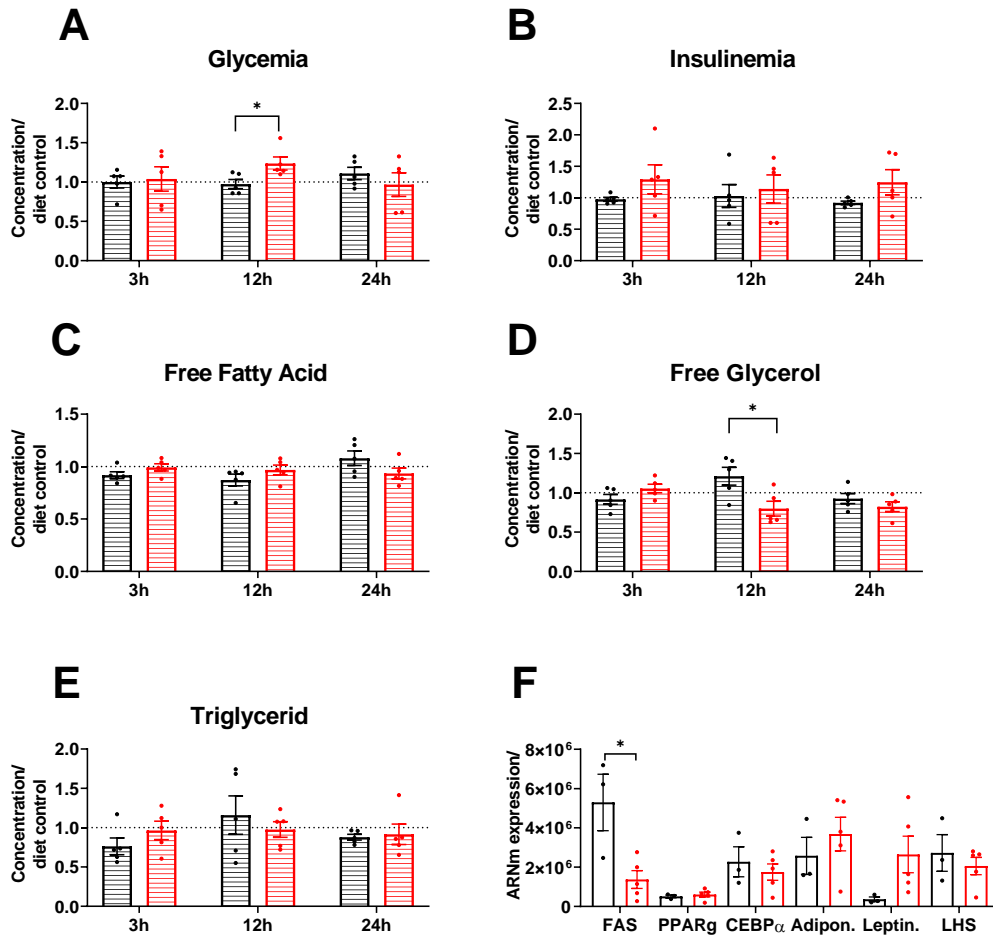 A
Glycemia
Concentration/
diet control
2.0
1.5
1.0
0.5
0.0
*
3h
12h
24h
B
Insulinemia
Concentration/
diet control
2.5
2.0
1.5
1.0
0.5
0.0
3h
12h
24h
C
Free Fatty Acid
Concentration/
diet control
1.5
1.0
0.5
0.0
3h
12h
24h
D
Free Glycerol
Concentration/
diet control
2.0
1.5
1.0
0.5
0.0
*
3h
12h
24h
E
Triglycerid
Concentration/
diet control
2.0
1.5
1.0
0.5
0.0
3h
12h
24h
F
ARNm expression/
8×10⁶
6×10⁶
4×10⁶
2×10⁶
0
*
FAS
PPARg
CEBPα
Adipon.
Leptin.
LHS